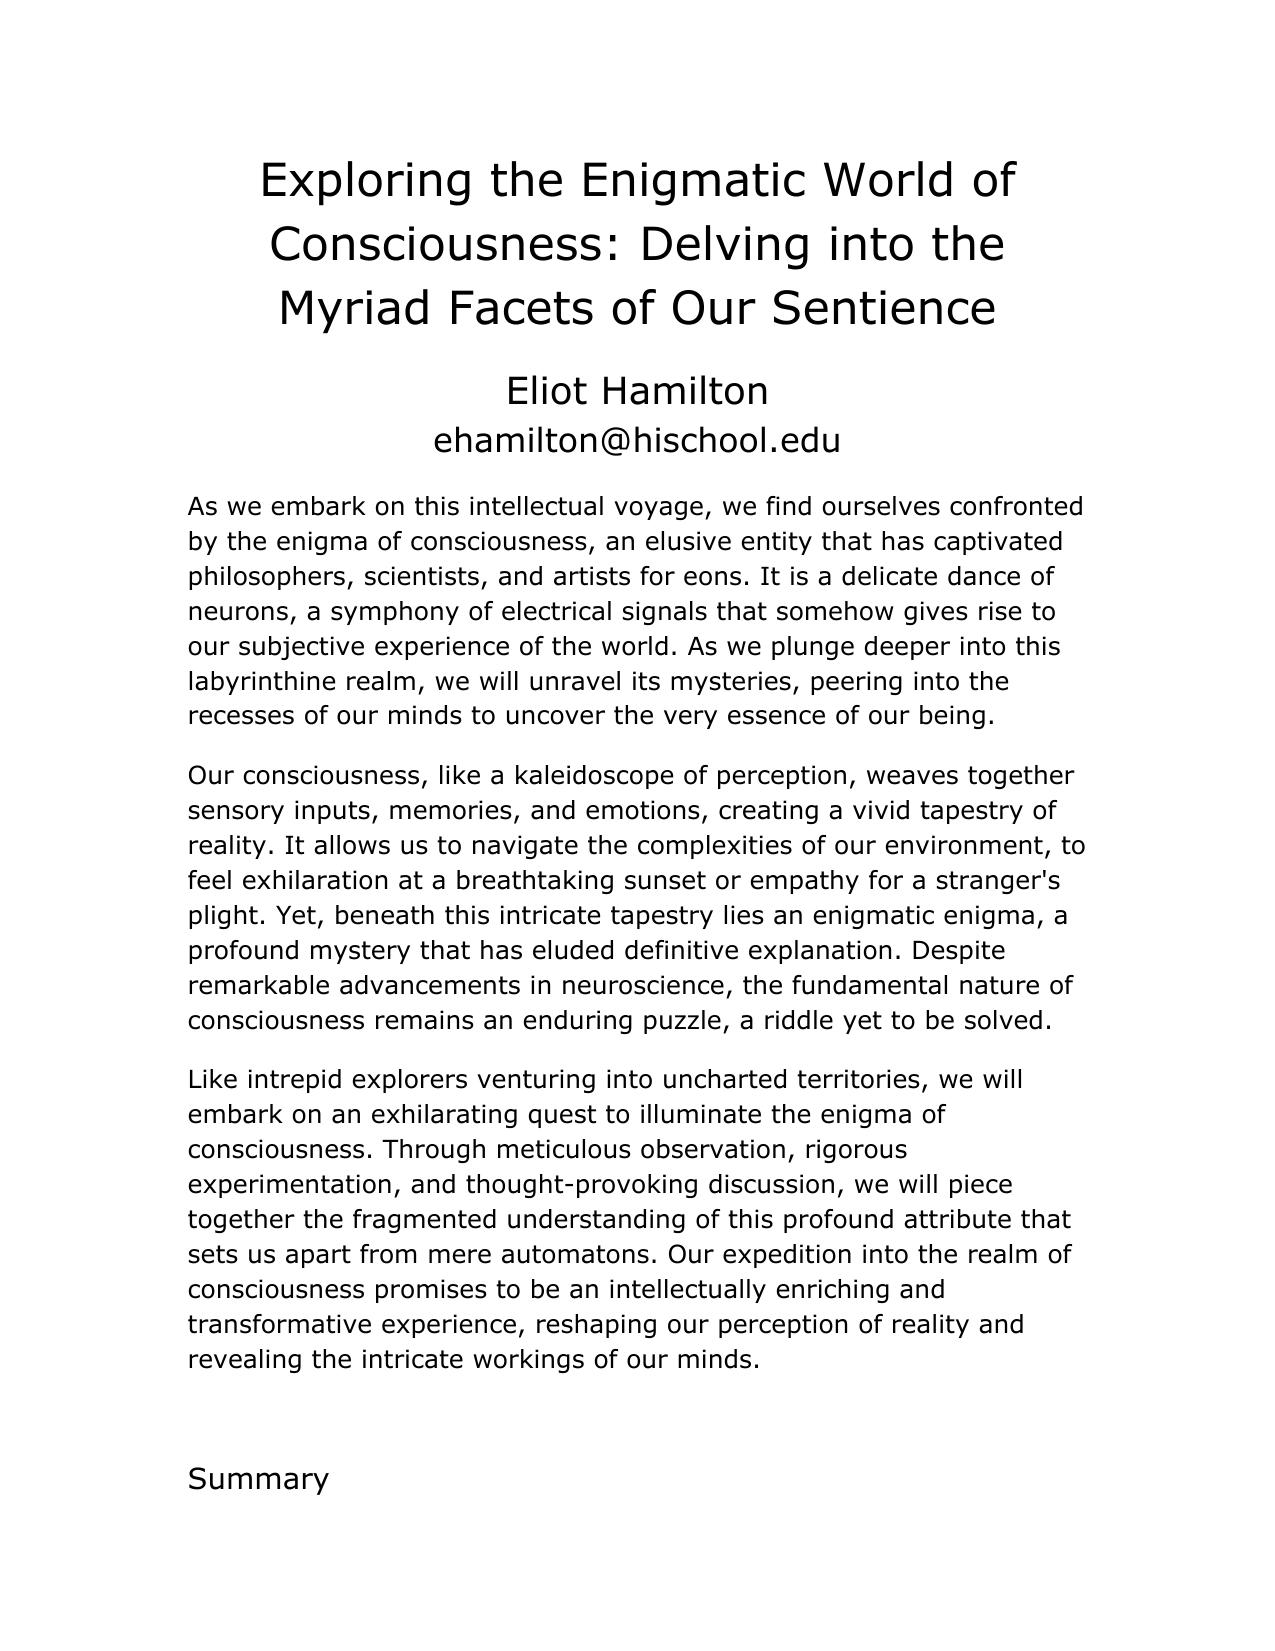 Exploring the Enigmatic World of
Consciousness: Delving into the
Myriad Facets of Our Sentience
Eliot Hamilton
ehamilton@hischool.edu
As we embark on this intellectual voyage, we find ourselves confronted
by the enigma of consciousness, an elusive entity that has captivated
philosophers, scientists, and artists for eons. It is a delicate dance of
neurons, a symphony of electrical signals that somehow gives rise to
our subjective experience of the world. As we plunge deeper into this
labyrinthine realm, we will unravel its mysteries, peering into the
recesses of our minds to uncover the very essence of our being.
Our consciousness, like a kaleidoscope of perception, weaves together
sensory inputs, memories, and emotions, creating a vivid tapestry of
reality. It allows us to navigate the complexities of our environment, to
feel exhilaration at a breathtaking sunset or empathy for a stranger's
plight. Yet, beneath this intricate tapestry lies an enigmatic enigma, a
profound mystery that has eluded definitive explanation. Despite
remarkable advancements in neuroscience, the fundamental nature of
consciousness remains an enduring puzzle, a riddle yet to be solved.
Like intrepid explorers venturing into uncharted territories, we will
embark on an exhilarating quest to illuminate the enigma of
consciousness. Through meticulous observation, rigorous
experimentation, and thought-provoking discussion, we will piece
together the fragmented understanding of this profound attribute that
sets us apart from mere automatons. Our expedition into the realm of
consciousness promises to be an intellectually enriching and
transformative experience, reshaping our perception of reality and
revealing the intricate workings of our minds.
Summary